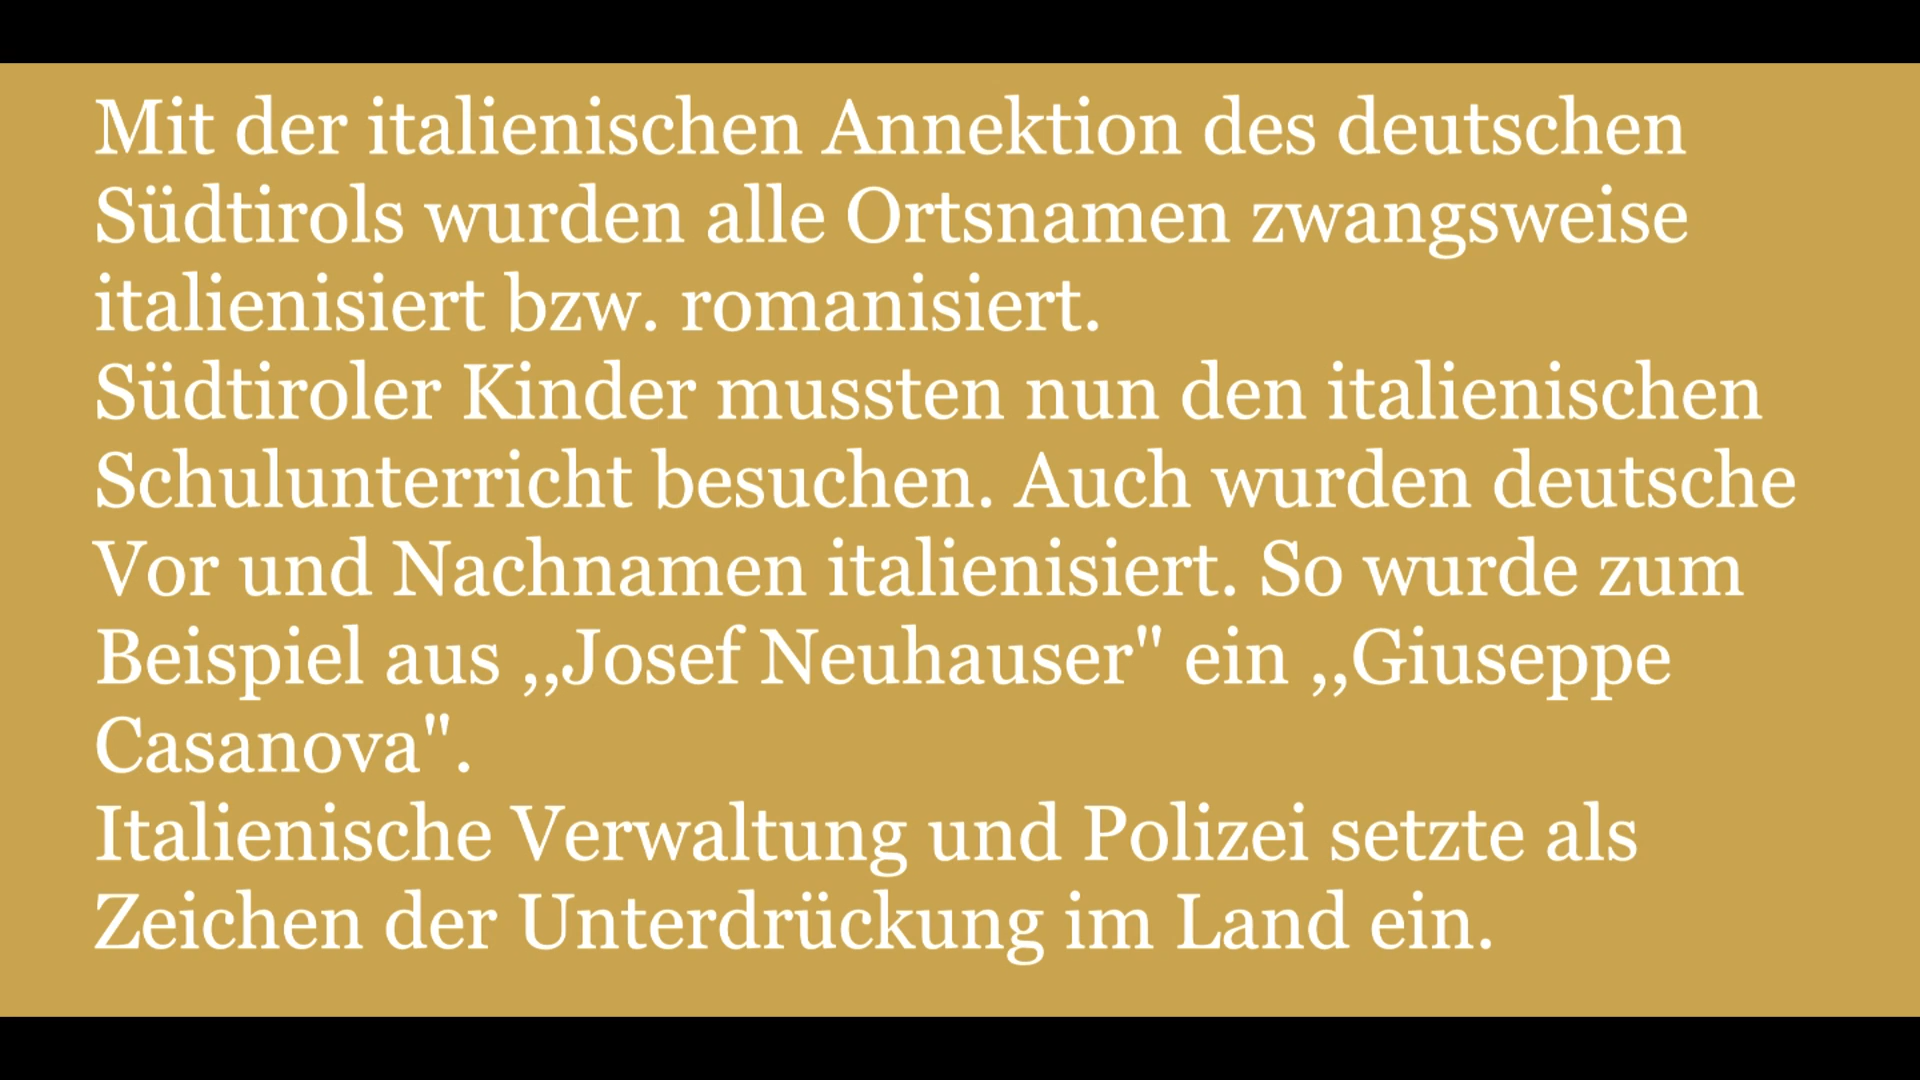 Mit der italienischen Annektion des deutschen
Südtirols wurden alle Ortsnamen zwangsweise
italienisiert bzw. romanisiert.
Südtiroler Kinder mussten nun den italienischen
Schulunterricht besuchen. Auch wurden deutsche
Vor und Nachnamen italienisiert. So wurde zum
Beispiel aus ,,Josef Neuhauser" ein ,,Giuseppe
Casanova".
Italienische Verwaltung und Polizei setzte als
Zeichen der Unterdrückung im Land ein.